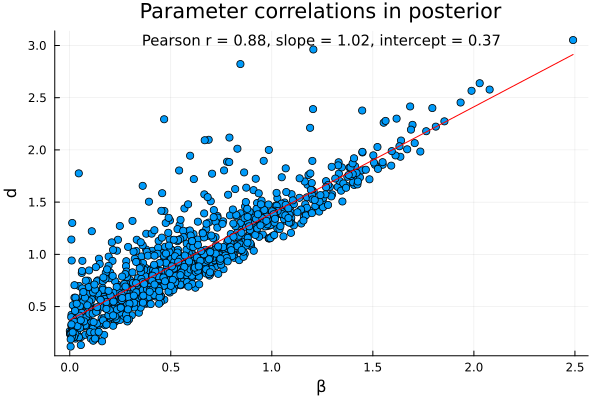 Parameter correlations in posterior
Pearson r = 0.88, slope = 1.02, intercept = 0.37
3.0
2.5
2.0
1.5
1.0
0.5
d
0.0 0.5 1.0 1.5 2.0 2.5
β